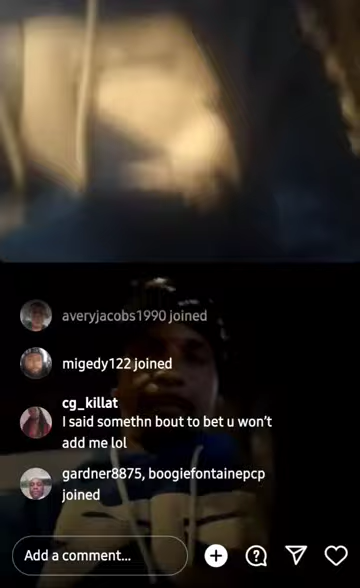 averyjacobs1990 joined
migedy122 joined
cg_killat
I said somethn bout to bet u won't
add me lol
gardner8875, boogiefontainepcp
joined
Add a comment...